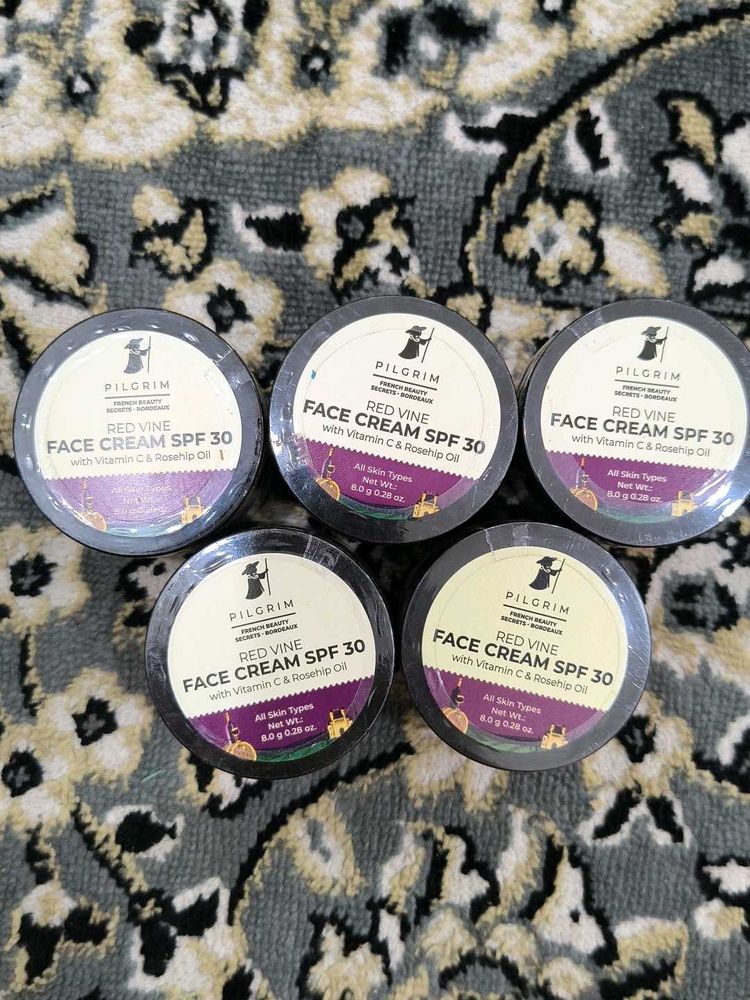 PILGRIM
FRENCH BEAUTY
SECRETS • BORDEAUX
RED VINE
FACE CREAM SPF 30
with Vitamin C & Rosehip Oil
All Skin Types
Net Wt.:
8.0 g 0.28 oz.
PILGRIM
FRENCH BEAUTY
SECRETS • BORDEAUX
RED VINE
FACE CREAM SPF 30
with Vitamin C & Rosehip Oil
All Skin Types
Net Wt.:
8.0 g 0.28 oz.
PILGRIM
FRENCH BEAUTY
SECRETS • BORDEAUX
RED VINE
FACE CREAM SPF 30
with Vitamin C & Rosehip Oil
All Skin Types
Net Wt.:
8.0 g 0.28 oz.
PILGRIM
FRENCH BEAUTY
SECRETS • BORDEAUX
RED VINE
FACE CREAM SPF 30
with Vitamin C & Rosehip Oil
All Skin Types
Net Wt.:
8.0 g 0.28 oz.
PILGRIM
FRENCH BEAUTY
SECRETS • BORDEAUX
RED VINE
FACE CREAM SPF 30
with Vitamin C & Rosehip Oil
All Skin Types
Net Wt.:
8.0 g 0.28 oz.